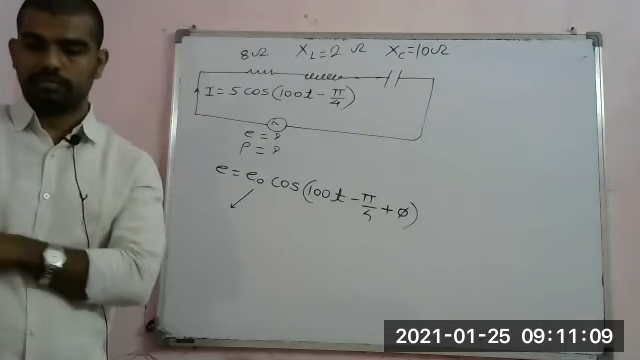 8Ω X_L=2 Ω X_C=10Ω
I = 5 cos(100t - π/4)
~
e = ?
P = ?
e = e₀ cos(100t - π/4 + ø)
2021-01-25 09:11:09